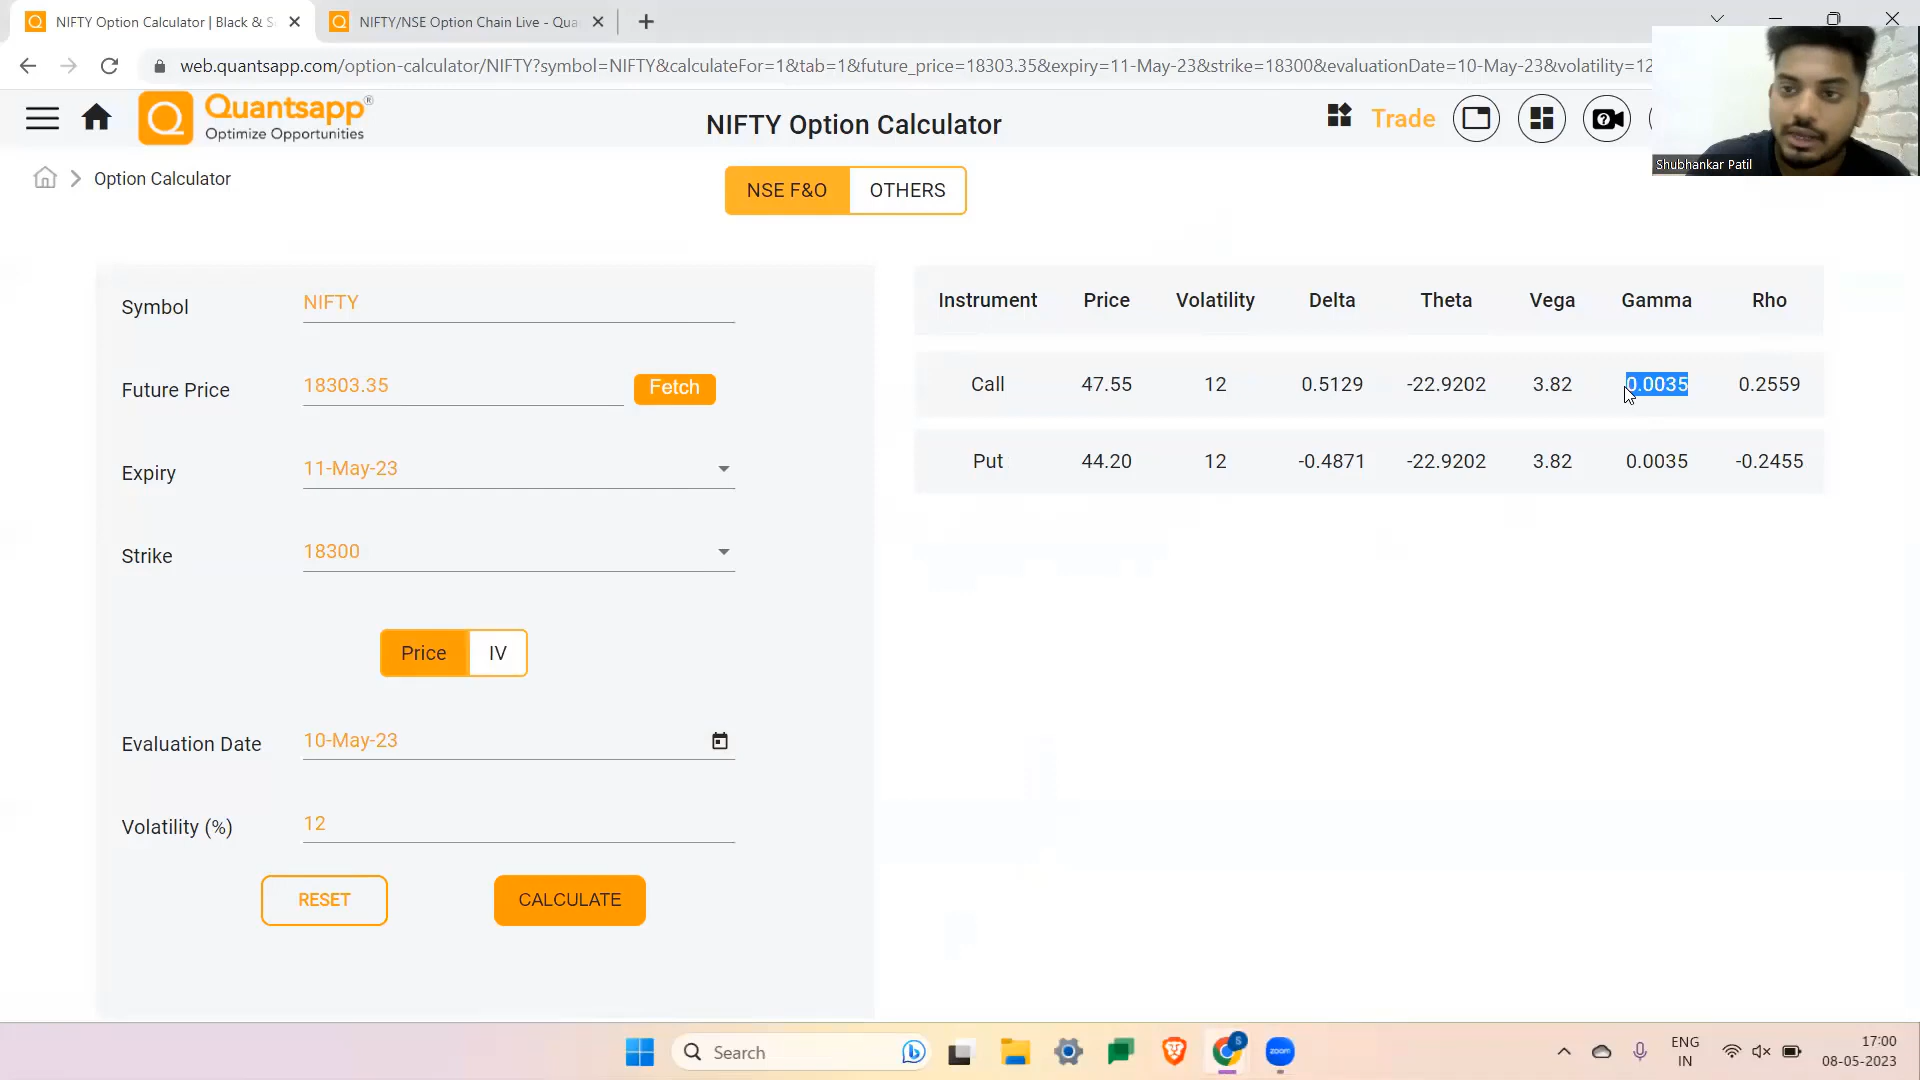 NIFTY Option Calculator | Black & S
NIFTY/NSE Option Chain Live - Qua
web.quantsapp.com/option-calculator/NIFTY?symbol=NIFTY&calculateFor=1&tab=1&future_price=18303.35&expiry=11-May-23&strike=18300&evaluationDate=10-May-23&volatility=12
Quantsapp®
Optimize Opportunities
NIFTY Option Calculator
Trade
Shubhankar Patil
Option Calculator
NSE F&O OTHERS
Symbol NIFTY
Future Price 18303.35 Fetch
Expiry 11-May-23
Strike 18300
Price IV
Evaluation Date 10-May-23
Volatility (%) 12
RESET CALCULATE
Instrument Price Volatility Delta Theta Vega Gamma Rho
Call 47.55 12 0.5129 -22.9202 3.82 0.0035 0.2559
Put 44.20 12 -0.4871 -22.9202 3.82 0.0035 -0.2455
Search
S
zoom
ENG
IN
17:00
08-05-2023